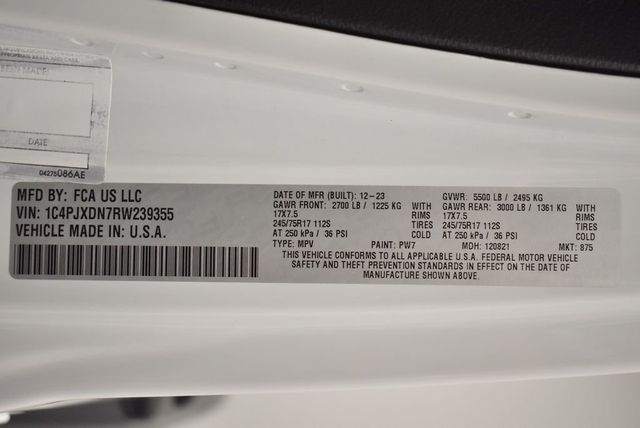 DATE
04275086AE
MFD BY: FCA US LLC
VIN: 1C4PJXDN7RW239355
VEHICLE MADE IN: U.S.A.
DATE OF MFR (BUILT): 12-23 GVWR: 5500 LB / 2495 KG
GAWR FRONT: 2700 LB / 1225 KG WITH GAWR REAR: 3000 LB / 1361 KG WITH
17X7.5 RIMS 17X7.5 RIMS
245/75R17 112S TIRES 245/75R17 112S TIRES
AT 250 kPa / 36 PSI COLD AT 250 kPa / 36 PSI COLD
TYPE: MPV PAINT: PW7 MDH: 120821 MKT: 875
THIS VEHICLE CONFORMS TO ALL APPLICABLE U.S.A. FEDERAL MOTOR VEHICLE
SAFETY AND THEFT PREVENTION STANDARDS IN EFFECT ON THE DATE OF
MANUFACTURE SHOWN ABOVE.